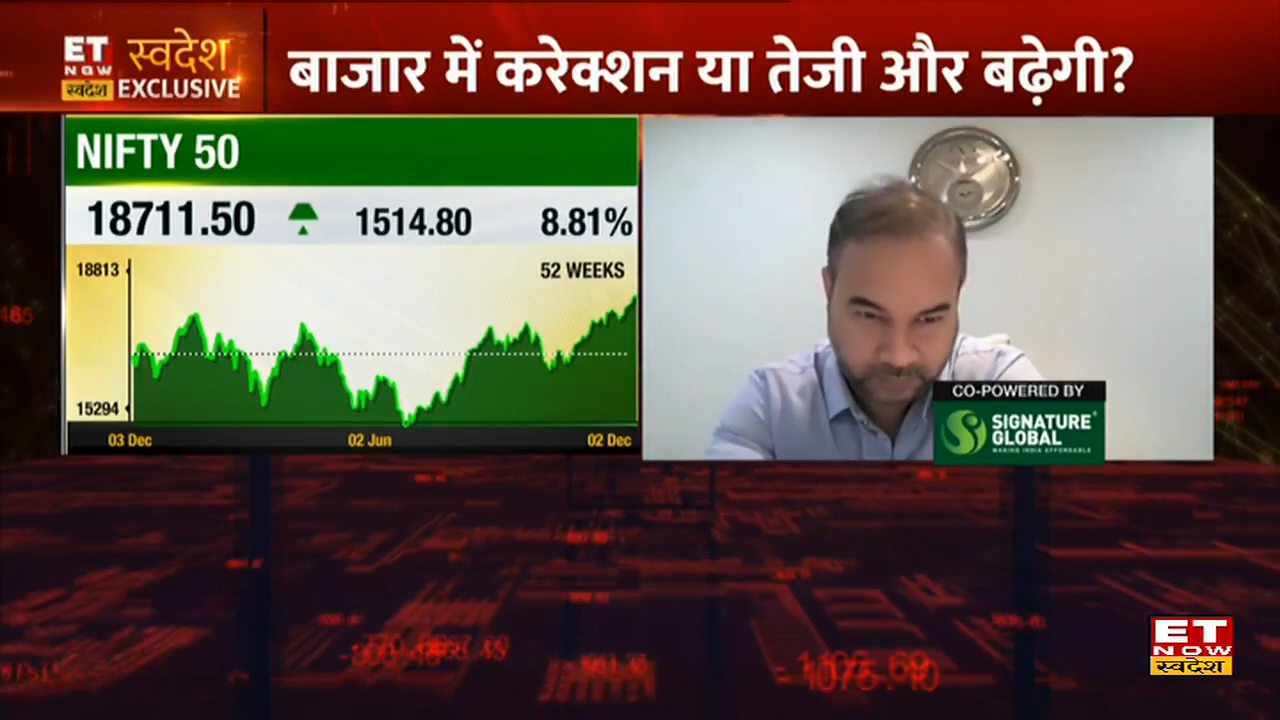 ET NOW स्वदेश
स्वदेश EXCLUSIVE
बाजार में करेक्शन या तेजी और बढ़ेगी?
NIFTY 50
18711.50 1514.80 8.81%
18813
52 WEEKS
15294
03 Dec 02 Jun 02 Dec
CO-POWERED BY
SIGNATURE GLOBAL
MAKING INDIA AFFORDABLE
ET NOW
स्वदेश